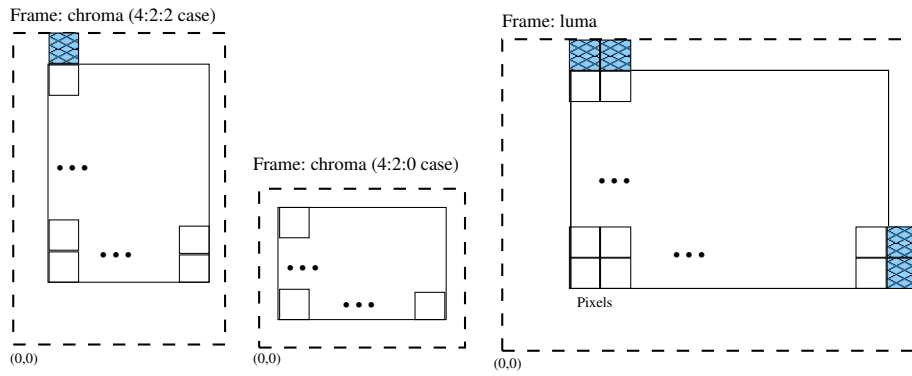 Frame: chroma (4:2:2 case)
Frame: luma
Frame: chroma (4:2:0 case)
Pixels
(0,0)
(0,0)
(0,0)